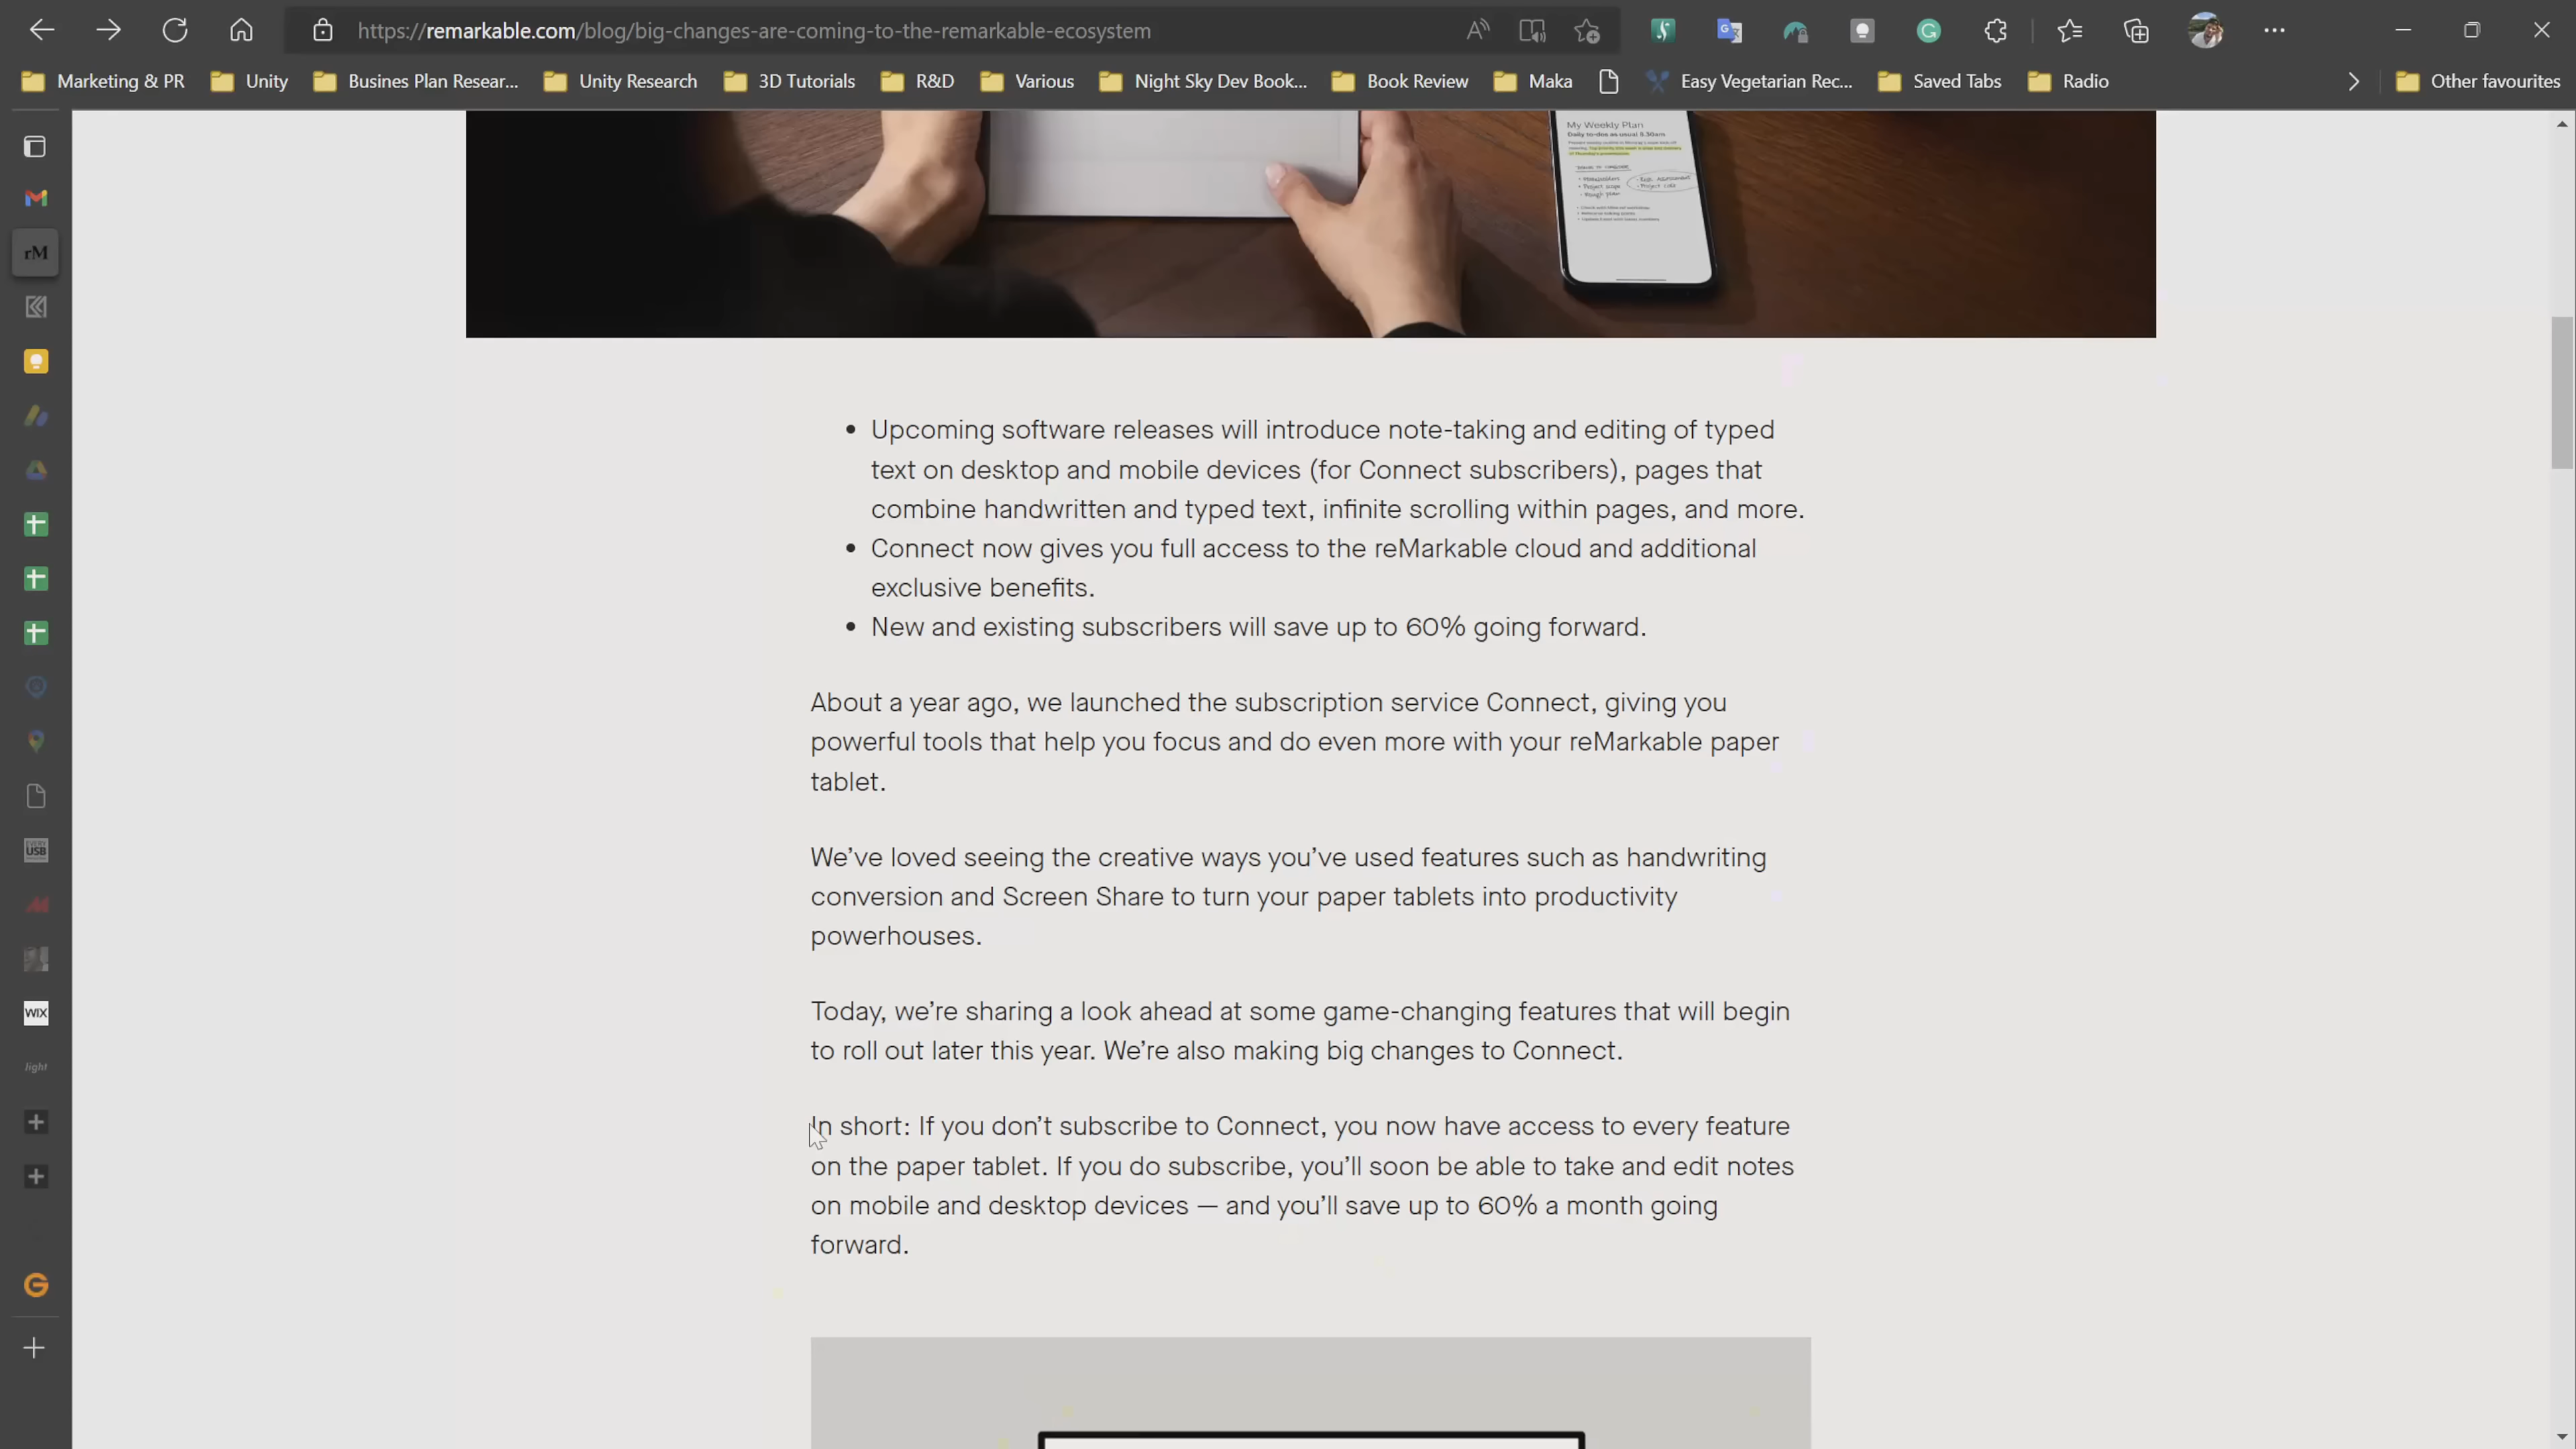 https://remarkable.com/blog/big-changes-are-coming-to-the-remarkable-ecosystem
Marketing & PR
Unity
Busines Plan Resear...
Unity Research
3D Tutorials
R&D
Various
Night Sky Dev Book...
Book Review
Maka
Easy Vegetarian Rec...
Saved Tabs
Radio
Other favourites
My Weekly Plan
Daily to-dos as usual 8.30am
rM
• Upcoming software releases will introduce note-taking and editing of typed
text on desktop and mobile devices (for Connect subscribers), pages that
combine handwritten and typed text, infinite scrolling within pages, and more.
• Connect now gives you full access to the reMarkable cloud and additional
exclusive benefits.
• New and existing subscribers will save up to 60% going forward.
About a year ago, we launched the subscription service Connect, giving you
powerful tools that help you focus and do even more with your reMarkable paper
tablet.
We’ve loved seeing the creative ways you’ve used features such as handwriting
conversion and Screen Share to turn your paper tablets into productivity
powerhouses.
Today, we’re sharing a look ahead at some game-changing features that will begin
to roll out later this year. We’re also making big changes to Connect.
In short: If you don’t subscribe to Connect, you now have access to every feature
on the paper tablet. If you do subscribe, you’ll soon be able to take and edit notes
on mobile and desktop devices — and you’ll save up to 60% a month going
forward.
USB
WIX
light